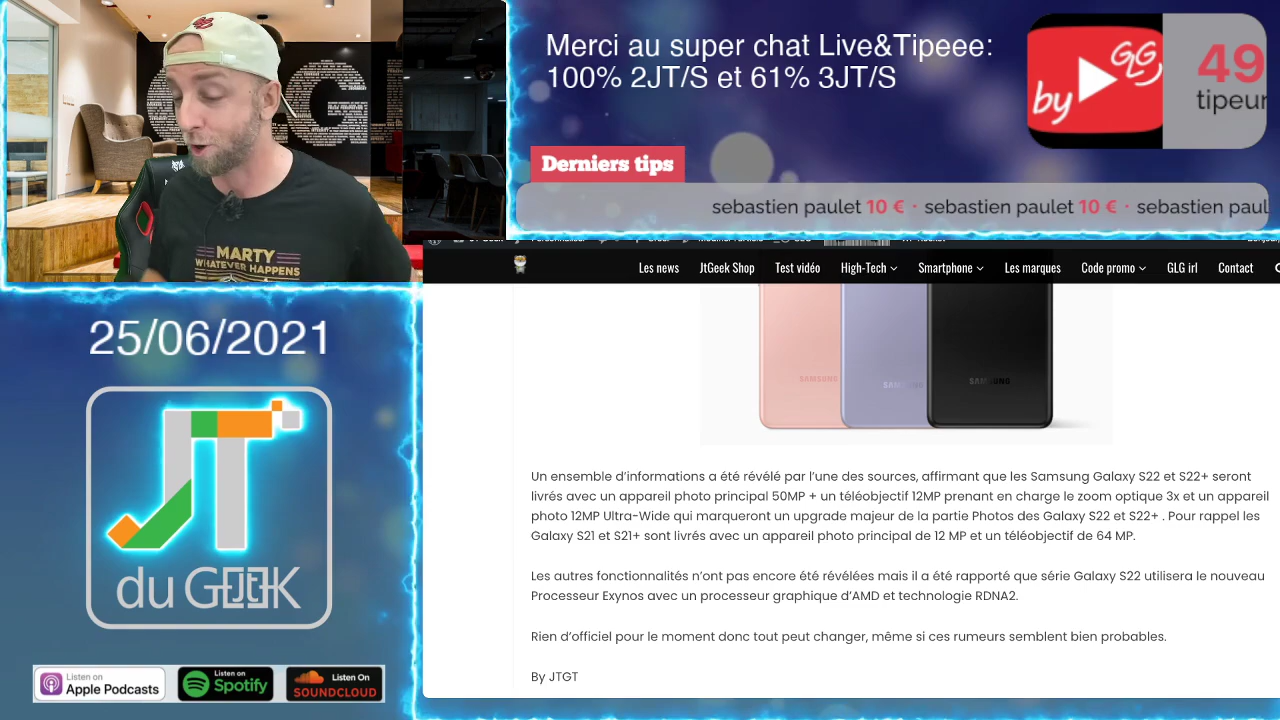 MARTY
WHATEVER HAPPENS
Merci au super chat Live&Tipeee:
100% 2JT/S et 61% 3JT/S
by GLG
49
tipeur
Derniers tips
sebastien paulet 10 € · sebastien paulet 10 € · sebastien paul
Les news JtGeek Shop Test vidéo High-Tech Smartphone Les marques Code promo GLG irl Contact
25/06/2021
JT
du GEEK
JTGeek
SAMSUNG SAMSUNG SAMSUNG
Un ensemble d'informations a été révélé par l'une des sources, affirmant que les Samsung Galaxy S22 et S22+ seront
livrés avec un appareil photo principal 50MP + un téléobjectif 12MP prenant en charge le zoom optique 3x et un appareil
photo 12MP Ultra-Wide qui marqueront un upgrade majeur de la partie Photos des Galaxy S22 et S22+ . Pour rappel les
Galaxy S21 et S21+ sont livrés avec un appareil photo principal de 12 MP et un téléobjectif de 64 MP.
Les autres fonctionnalités n'ont pas encore été révélées mais il a été rapporté que série Galaxy S22 utilisera le nouveau
Processeur Exynos avec un processeur graphique d'AMD et technologie RDNA2.
Rien d'officiel pour le moment donc tout peut changer, même si ces rumeurs semblent bien probables.
By JTGT
Listen on
Apple Podcasts
Listen on
Spotify
Listen On
SOUNDCLOUD